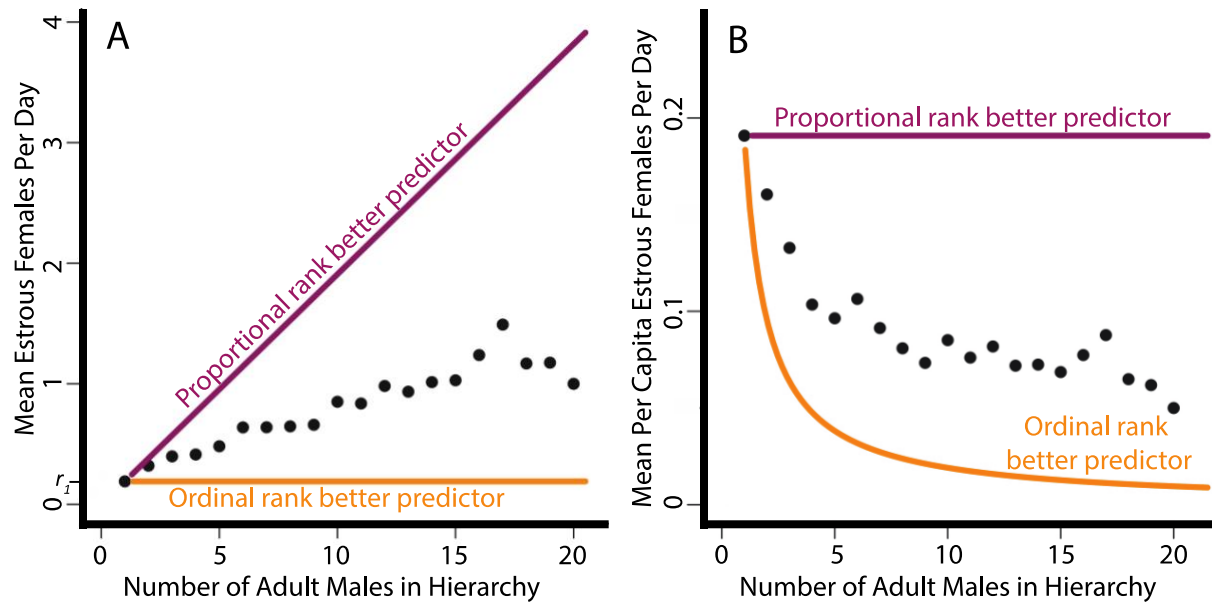 A
Mean Estrous Females Per Day
4
3
2
1
r1
0
Proportional rank better predictor
Ordinal rank better predictor
0 5 10 15 20
Number of Adult Males in Hierarchy
B
Mean Per Capita Estrous Females Per Day
0.2
0.1
0
Proportional rank better predictor
Ordinal rank
better predictor
0 5 10 15 20
Number of Adult Males in Hierarchy